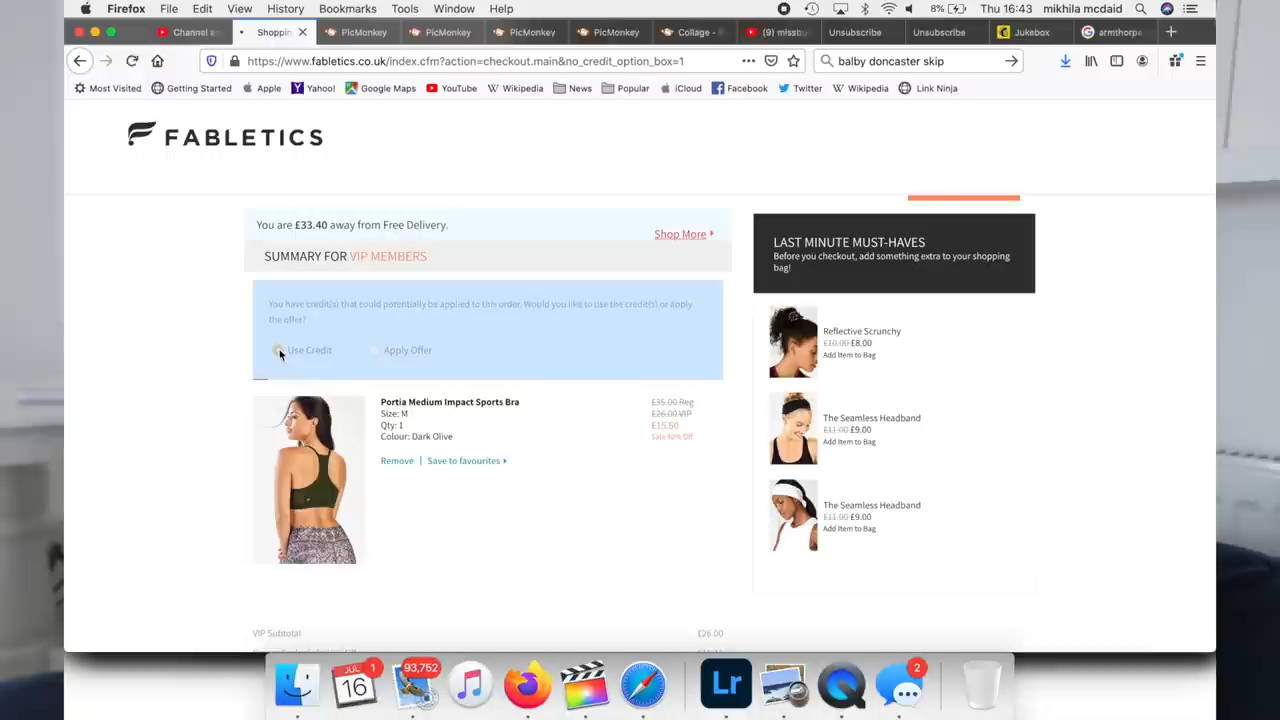 Firefox File Edit View History Bookmarks Tools Window Help 8% Thu 16:43 mikhila mcdaid
Channel a Shoppin PicMonkey PicMonkey PicMonkey PicMonkey Collage - (9) missbu Unsubscribe Unsubscribe Jukebox armthorpe
https://www.fabletics.co.uk/index.cfm?action=checkout.main&no_credit_option_box=1 balby doncaster skip
Most Visited Getting Started Apple Yahoo! Google Maps YouTube Wikipedia News Popular iCloud Facebook Twitter Wikipedia Link Ninja
FABLETICS
You are £33.40 away from Free Delivery.
Shop More
SUMMARY FOR VIP MEMBERS
You have credit(s) that could potentially be applied to this order. Would you like to use the credit(s) or apply
the offer?
Use Credit Apply Offer
Portia Medium Impact Sports Bra £35.00 Reg
Size: M £26.00 VIP
Qty: 1 £15.60
Colour: Dark Olive Sale 40% Off
Remove | Save to favourites
LAST MINUTE MUST-HAVES
Before you checkout, add something extra to your shopping
bag!
Reflective Scrunchy
£10.00 £8.00
Add Item to Bag
The Seamless Headband
£11.00 £9.00
Add Item to Bag
The Seamless Headband
£11.00 £9.00
Add Item to Bag
VIP Subtotal £26.00
JUL 1 93,752 2
16 Lr